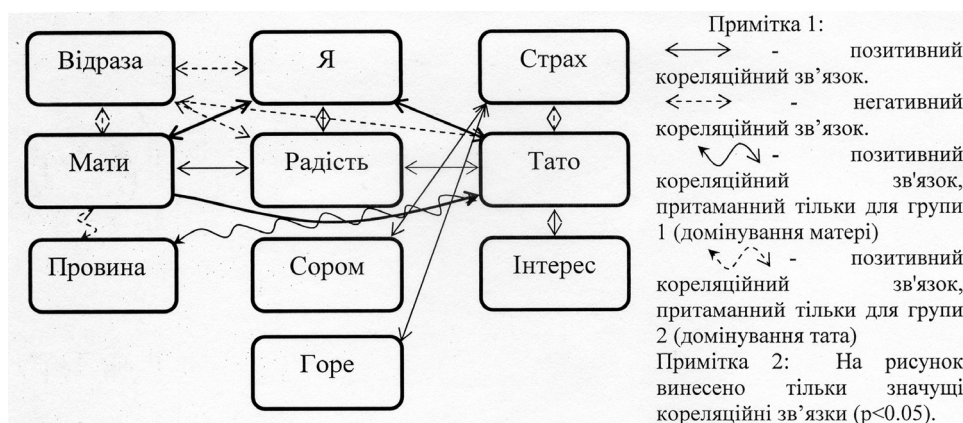 Відраза
Я
Страх
Мати
Радість
Тато
Провина
Сором
Інтерес
Горе
Примітка 1:
- позитивний
кореляційний зв’язок.
- негативний
кореляційний зв’язок.
- позитивний
кореляційний зв'язок,
притаманний тільки для групи
1 (домінування матері)
- позитивний
кореляційний зв'язок,
притаманний тільки для групи
2 (домінування тата)
Примітка 2: На рисунок
винесено тільки значущі
кореляційні зв’язки (p<0.05).